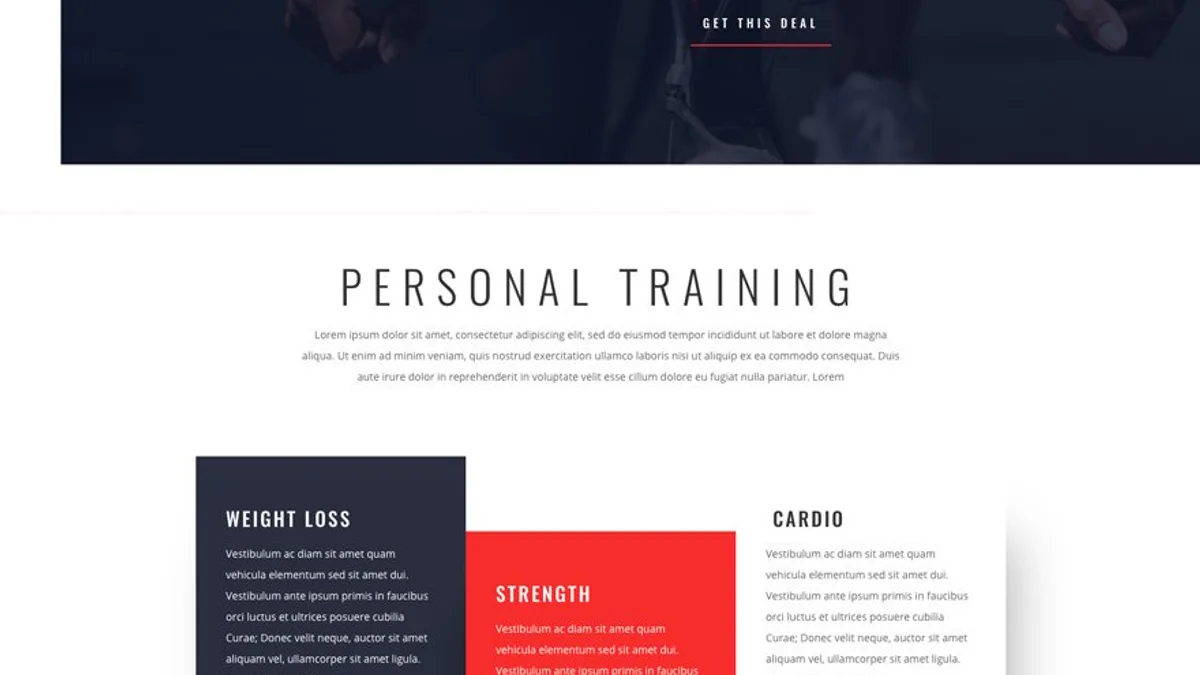 GET THIS DEAL
PERSONAL TRAINING
Lorem ipsum dolor sit amet, consectetur adipiscing elit, sed do eiusmod tempor incididunt ut labore et dolore magna
aliqua. Ut enim ad minim veniam, quis nostrud exercitation ullamco laboris nisi ut aliquip ex ea commodo consequat. Duis
aute irure dolor in reprehenderit in voluptate velit esse cillum dolore eu fugiat nulla pariatur. Lorem
WEIGHT LOSS
Vestibulum ac diam sit amet quam
vehicula elementum sed sit amet dui.
Vestibulum ante ipsum primis in faucibus
orci luctus et ultrices posuere cubilia
Curae; Donec velit neque, auctor sit amet
aliquam vel, ullamcorper sit amet ligula.
STRENGTH
Vestibulum ac diam sit amet quam
vehicula elementum sed sit amet dui.
Vestibulum ante ipsum primis in faucibus
CARDIO
Vestibulum ac diam sit amet quam
vehicula elementum sed sit amet dui.
Vestibulum ante ipsum primis in faucibus
orci luctus et ultrices posuere cubilia
Curae; Donec velit neque, auctor sit amet
aliquam vel, ullamcorper sit amet ligula.